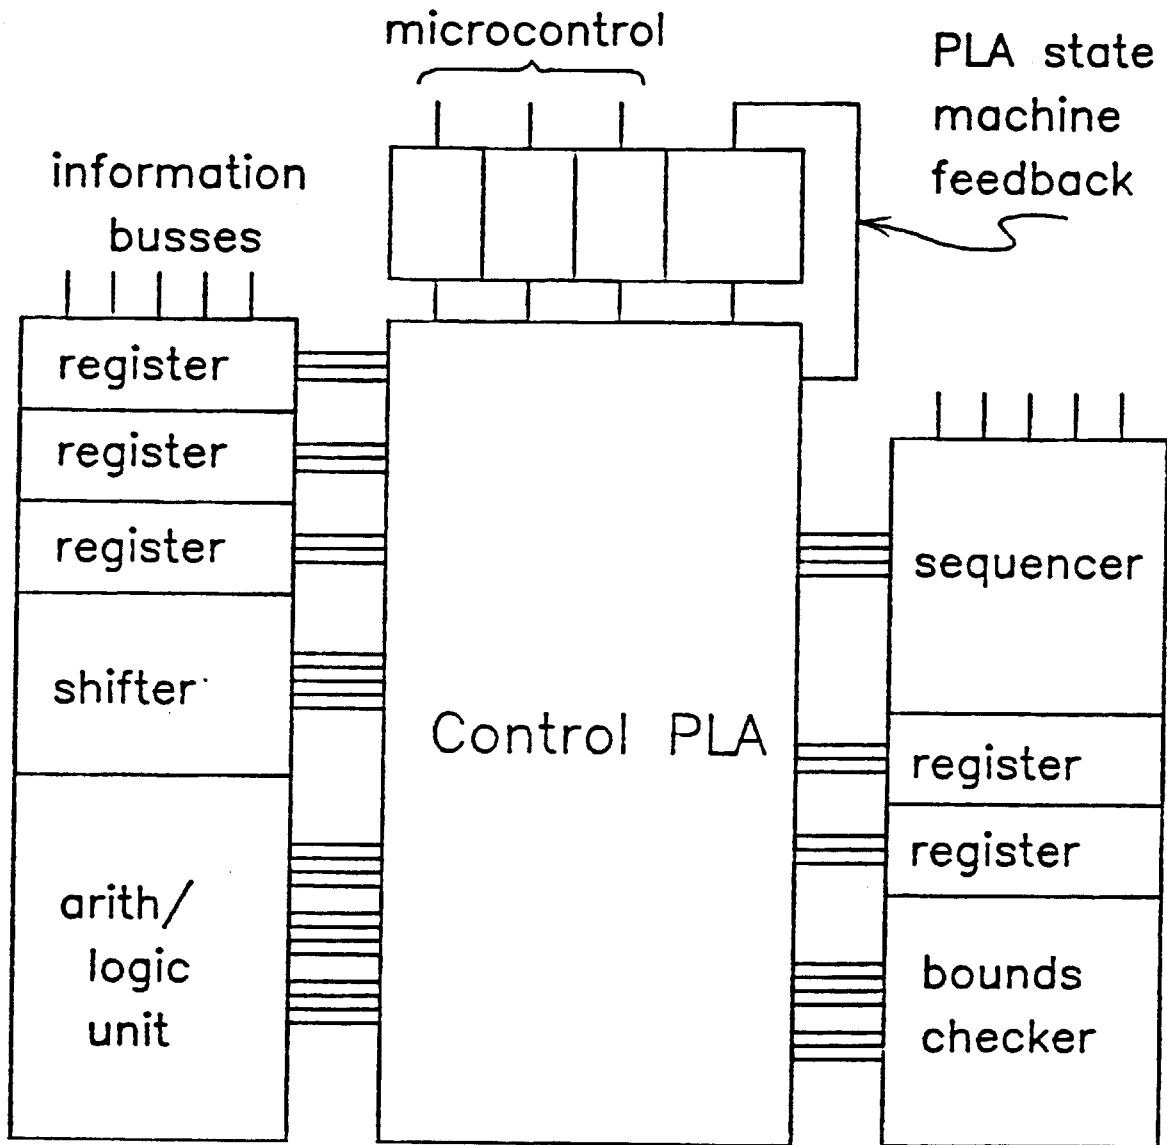 microcontrol
PLA state
machine
feedback
information
busses
register
register
register
shifter
arith/
logic
unit
Control PLA
sequencer
register
register
bounds
checker